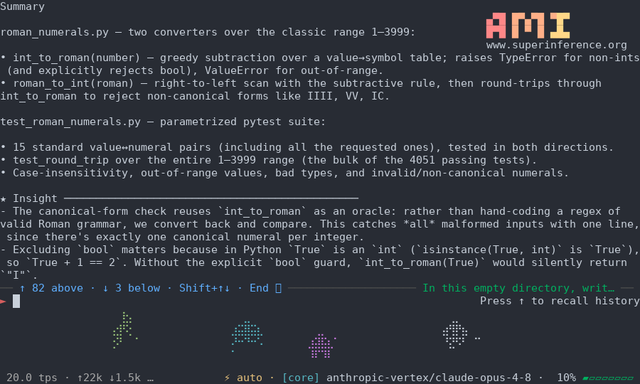 Summary
AMI
roman_numerals.py — two converters over the classic range 1–3999:
www.superinference.org
• int_to_roman(number) — greedy subtraction over a value→symbol table; raises TypeError for non-ints
(and explicitly rejects bool), ValueError for out-of-range.
• roman_to_int(roman) — right-to-left scan with the subtractive rule, then round-trips through
int_to_roman to reject non-canonical forms like IIII, VV, IC.
test_roman_numerals.py — parametrized pytest suite:
• 15 standard value↔numeral pairs (including all the requested ones), tested in both directions.
• test_round_trip over the entire 1–3999 range (the bulk of the 4051 passing tests).
• Case-insensitivity, out-of-range values, bad types, and invalid/non-canonical numerals.
★ Insight
- The canonical-form check reuses `int_to_roman` as an oracle: rather than hand-coding a regex of
valid Roman grammar, we convert back and compare. This catches *all* malformed inputs with one line,
since there's exactly one canonical numeral per integer.
- Excluding `bool` matters because in Python `True` is an `int` (`isinstance(True, int)` is `True`),
so `True + 1 == 2`. Without the explicit `bool` guard, `int_to_roman(True)` would silently return
`"I"`.
↑ 82 above · ↓ 3 below · Shift+↑↓ · End In this empty directory, writ…
Press ↑ to recall history
20.0 tps · ↑22k ↓1.5k … ⚡ auto · [core] anthropic-vertex/claude-opus-4-8 · 10%